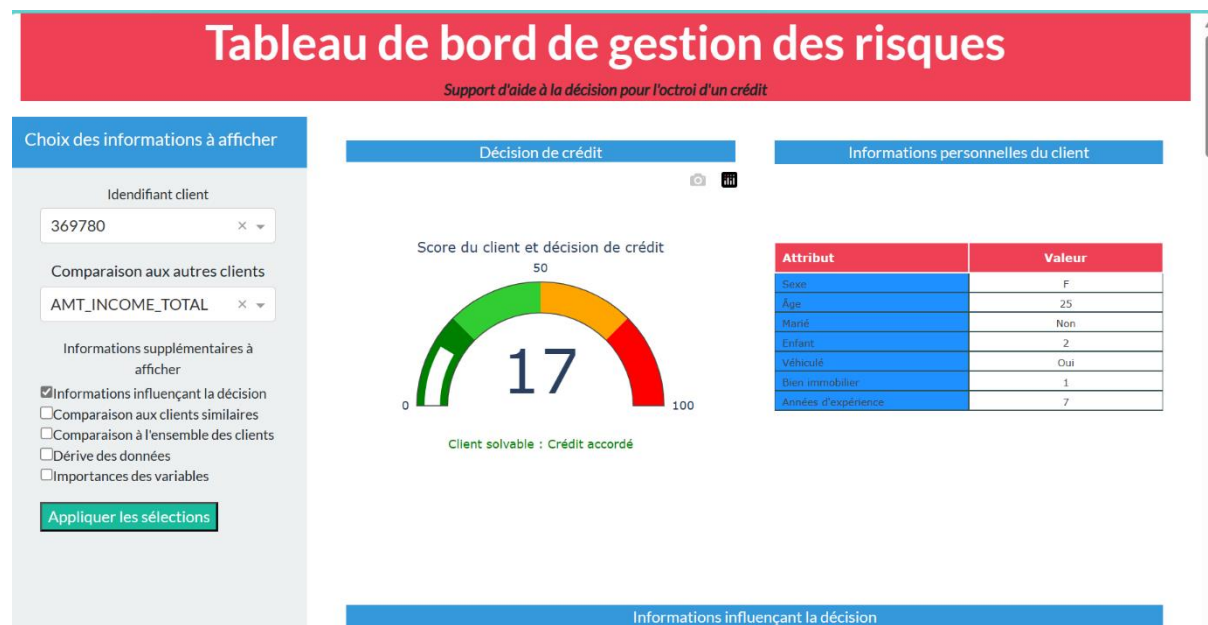 Tableau de bord de gestion des risques
Support d'aide à la décision pour l'octroi d'un crédit
Choix des informations à afficher
Idendifiant client
369780
Comparaison aux autres clients
AMT_INCOME_TOTAL
Informations supplémentaires à
afficher
Informations influençant la décision
Comparaison aux clients similaires
Comparaison à l'ensemble des clients
Dérive des données
Importances des variables
Appliquer les sélections
Décision de crédit
Score du client et décision de crédit
50
17
0 100
Client solvable : Crédit accordé
Informations personnelles du client
Attribut Valeur
Sexe F
Âge 25
Marié Non
Enfant 2
Véhiculé Oui
Bien immobilier 1
Années d'expérience 7
Informations influençant la décision